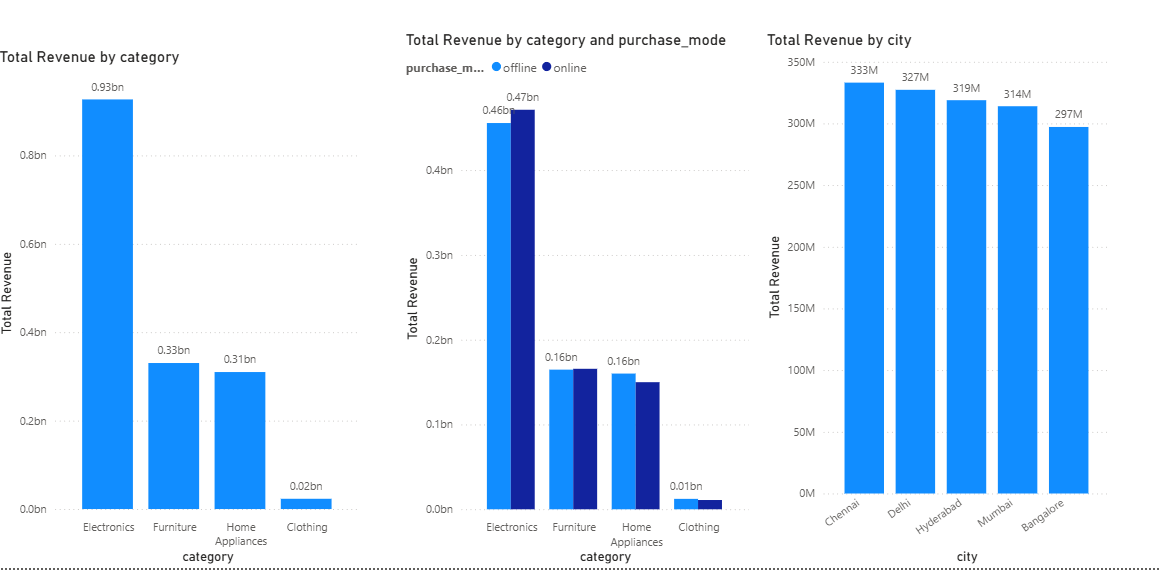 Total Revenue by category
0.93bn
0.8bn
0.6bn
0.4bn
0.33bn
0.31bn
0.2bn
0.02bn
0.0bn
Total Revenue
Electronics Furniture Home Appliances Clothing
category
Total Revenue by category and purchase_mode
purchase_m... offline online
0.47bn
0.46bn
0.4bn
0.3bn
0.2bn
0.16bn 0.16bn
0.1bn
0.01bn
0.0bn
Total Revenue
Electronics Furniture Home Appliances Clothing
category
Total Revenue by city
350M
333M 327M 319M 314M 297M
300M
250M
200M
150M
100M
50M
0M
Total Revenue
Chennai Delhi Hyderabad Mumbai Bangalore
city